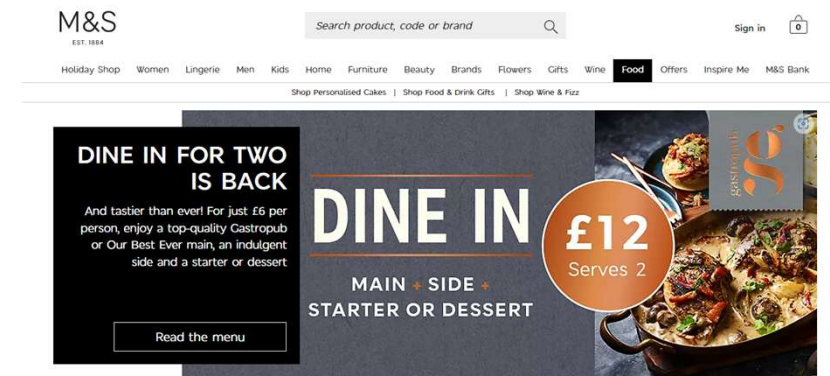 M&S
EST. 1884
Search product, code or brand
Sign in
0
Holiday Shop Women Lingerie Men Kids Home Furniture Beauty Brands Flowers Gifts Wine Food Offers Inspire Me M&S Bank
Shop Personalised Cakes | Shop Food & Drink Gifts | Shop Wine & Fizz
DINE IN FOR TWO
IS BACK
And tastier than ever! For just £6 per
person, enjoy a top-quality Gastropub
or Our Best Ever main, an indulgent
side and a starter or dessert
Read the menu
DINE IN
MAIN + SIDE +
STARTER OR DESSERT
£12
Serves 2
gastropub
ge